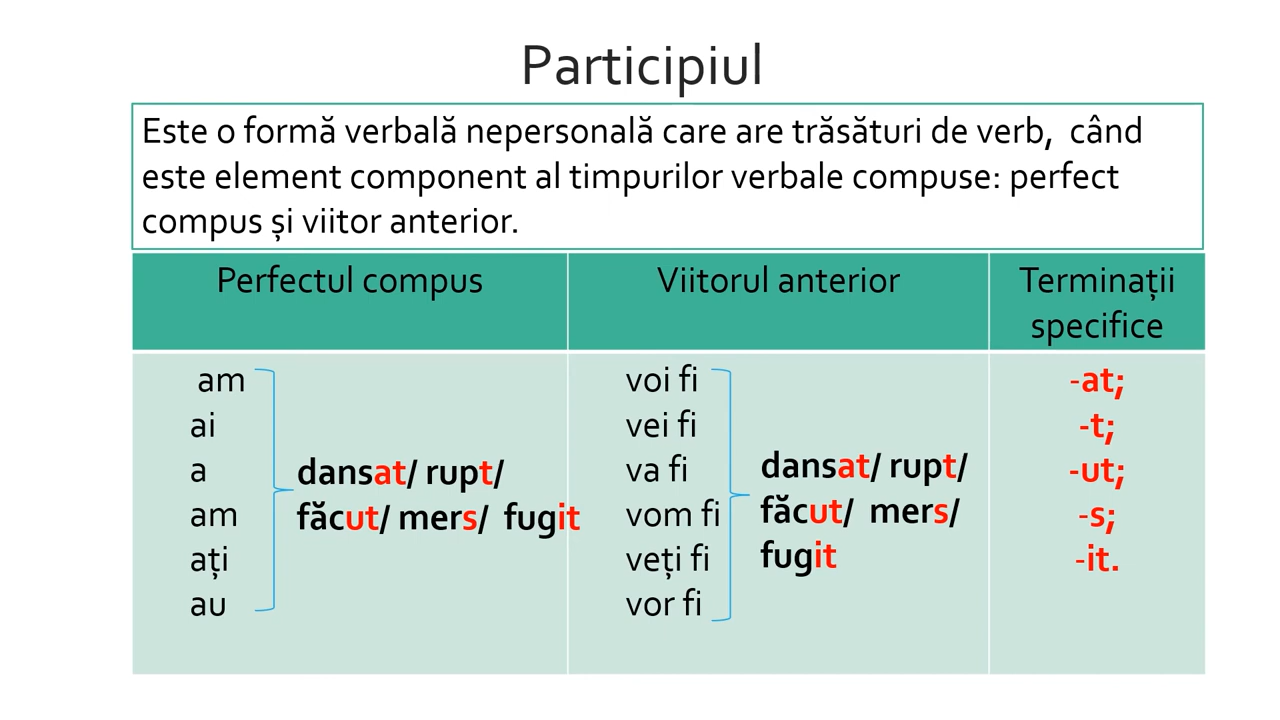 Participiul
Este o formă verbală nepersonală care are trăsături de verb, când
este element component al timpurilor verbale compuse: perfect
compus și viitor anterior.
Perfectul compus
Viitorul anterior
Terminații
specifice
am
ai
a
am
ați
au
dansat/ rupt/
făcut/ mers/ fugit
voi fi
vei fi
va fi
vom fi
veți fi
vor fi
dansat/ rupt/
făcut/ mers/
fugit
-at;
-t;
-ut;
-s;
-it.